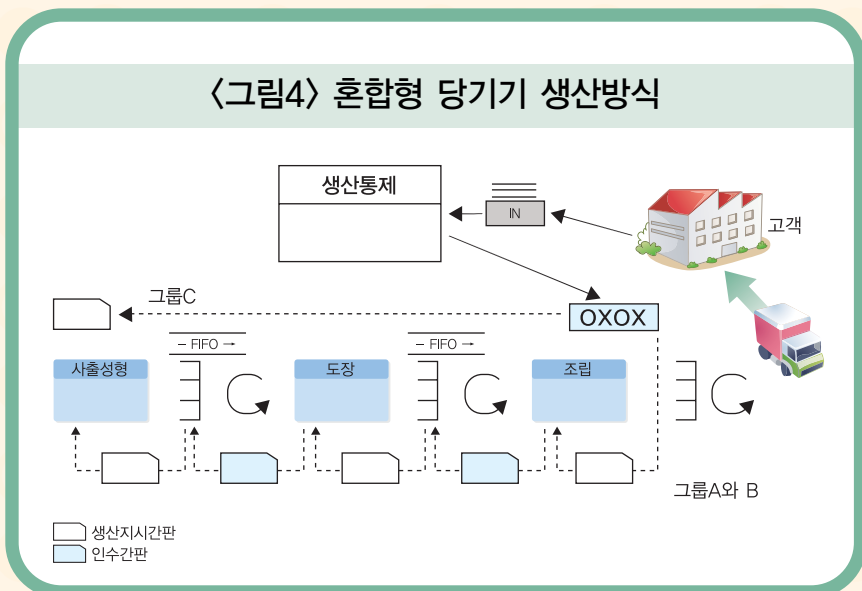 〈그림4〉 혼합형 당기기 생산방식
생산통제
IN
고객
그룹C
OXOX
– FIFO →
– FIFO →
사출성형
도장
조립
그룹A와 B
생산지시간판
인수간판